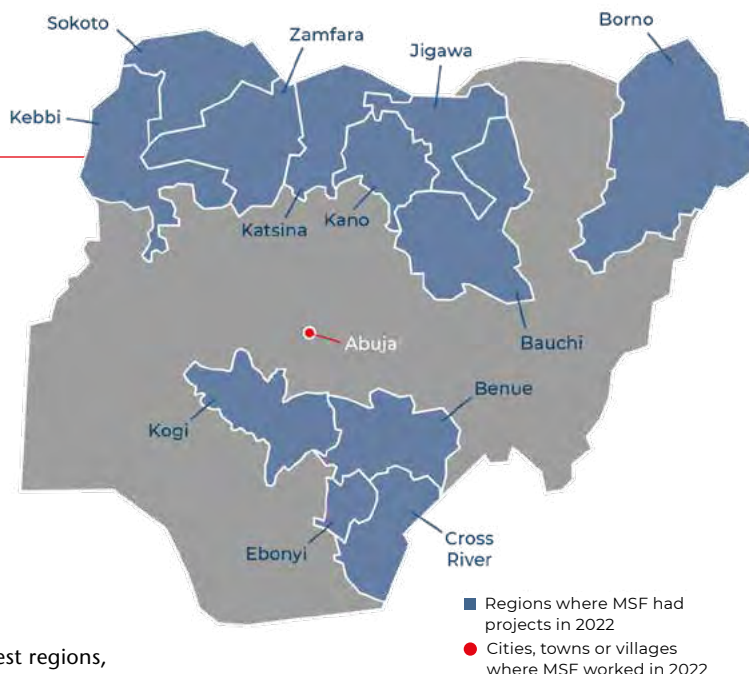 Sokoto
Zamfara
Borno
Jigawa
Kebbi
Katsina
Kano
Abuja
Bauchi
Benue
Kogi
Ebonyi
Cross
River
Regions where MSF had
projects in 2022
Cities, towns or villages
where MSF worked in 2022
est regions,